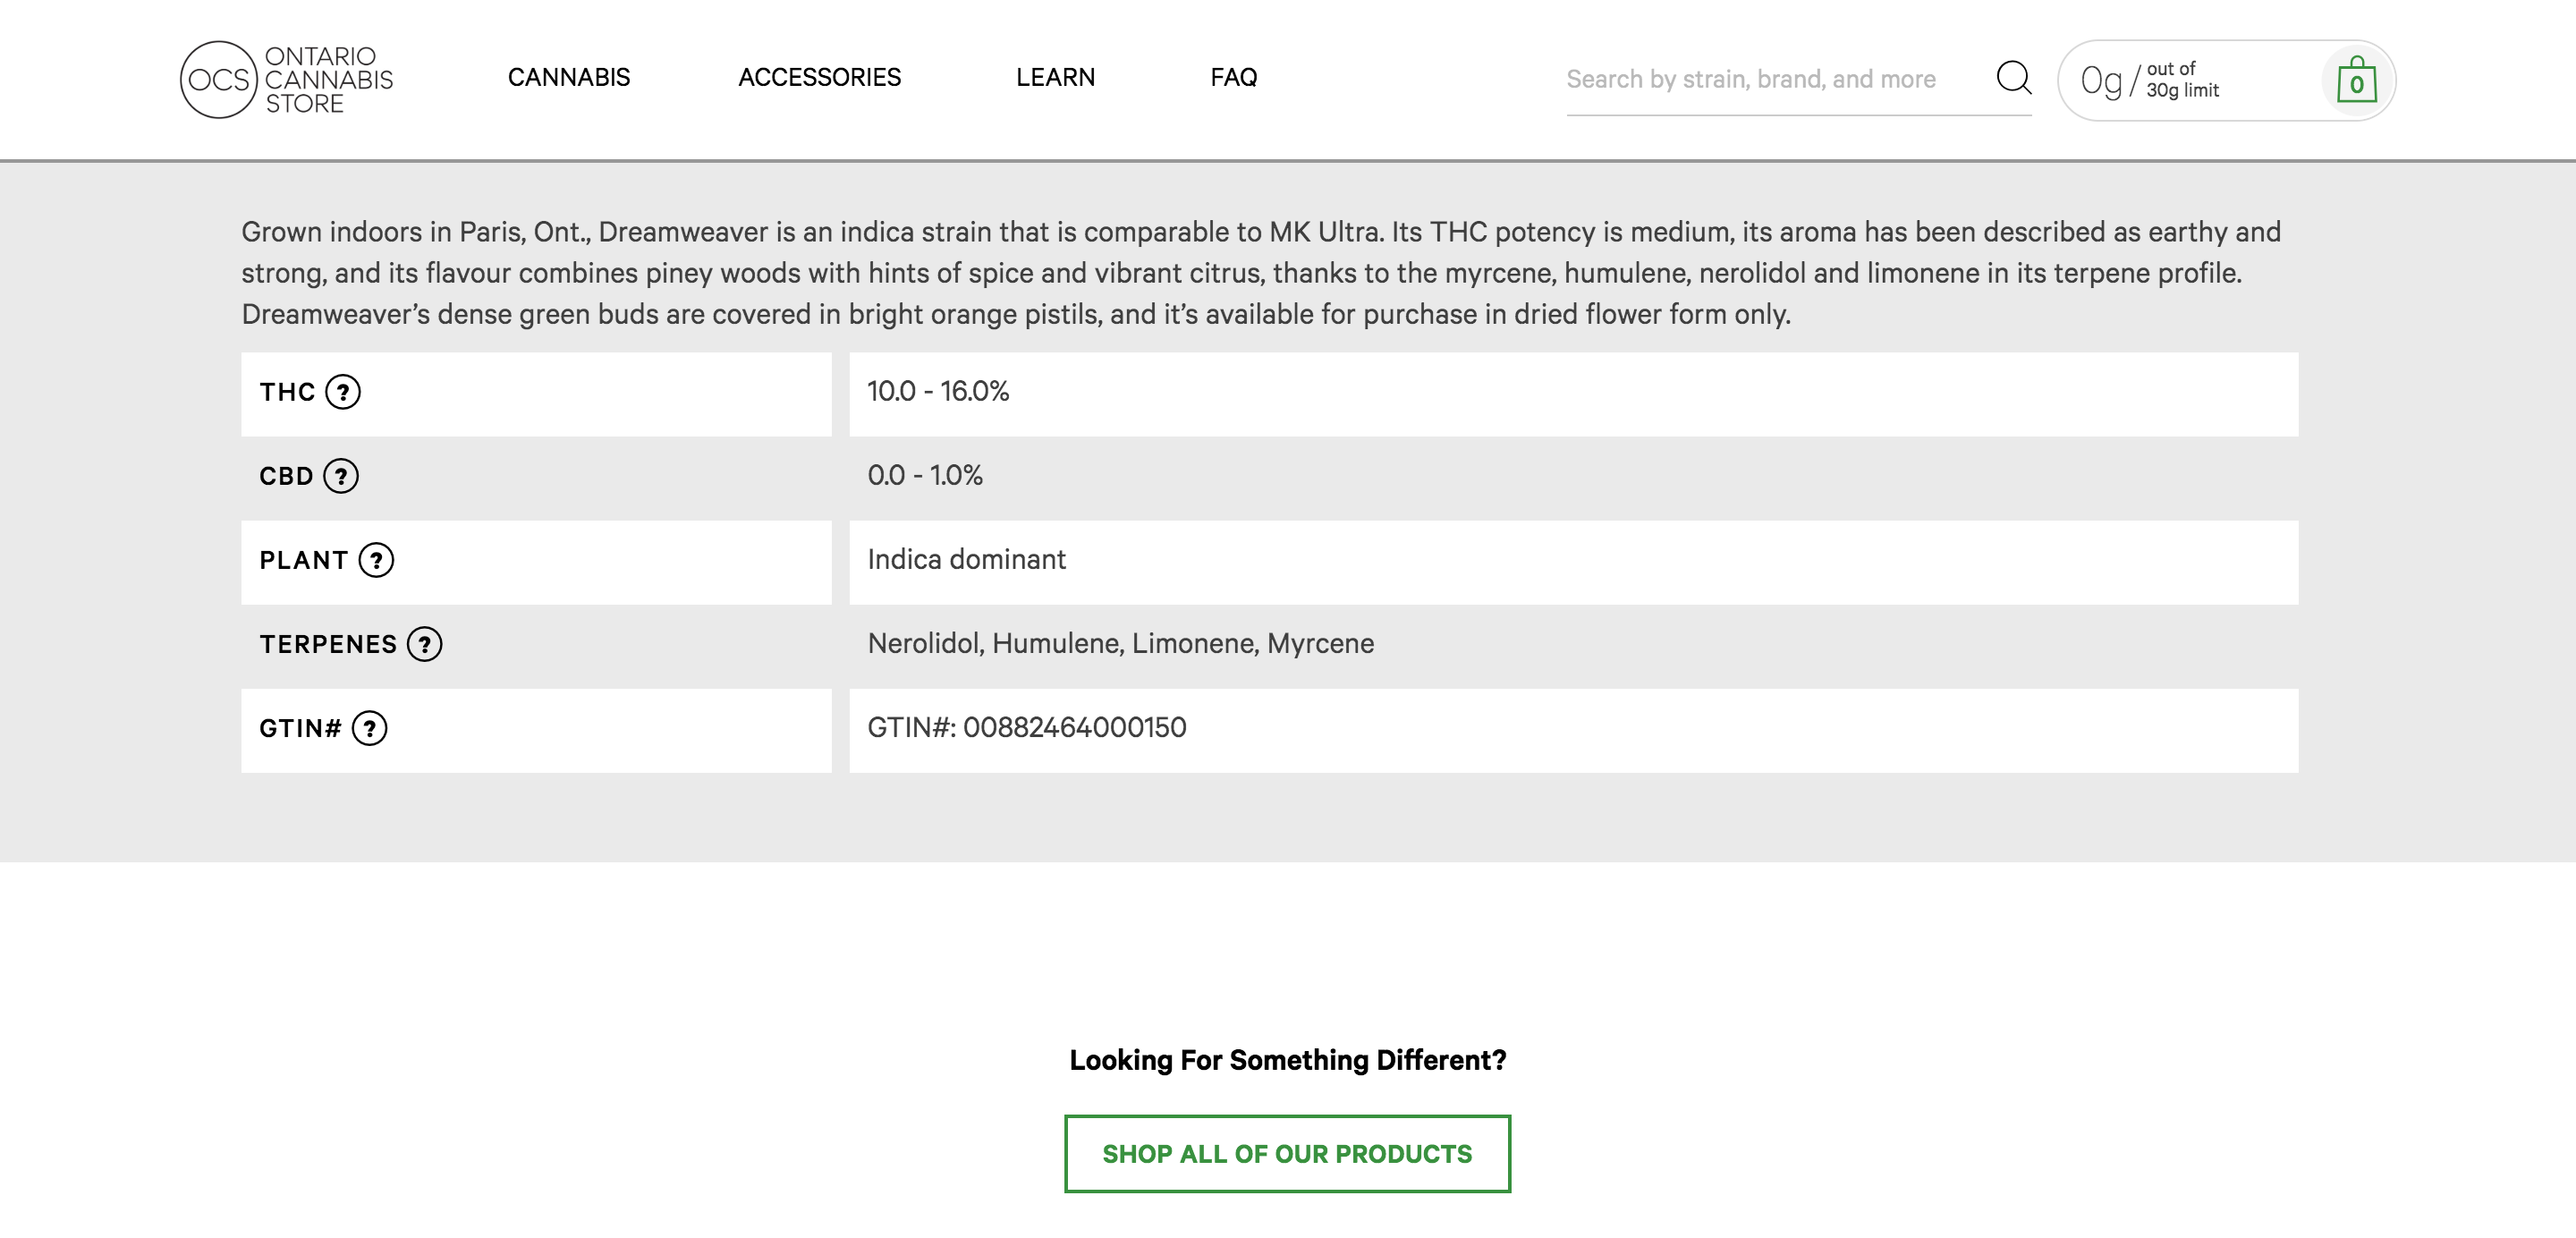 OCS ONTARIO
CANNABIS
STORE
CANNABIS
ACCESSORIES
LEARN
FAQ
Search by strain, brand, and more
0g / out of
30g limit
0
Grown indoors in Paris, Ont., Dreamweaver is an indica strain that is comparable to MK Ultra. Its THC potency is medium, its aroma has been described as earthy and
strong, and its flavour combines piney woods with hints of spice and vibrant citrus, thanks to the myrcene, humulene, nerolidol and limonene in its terpene profile.
Dreamweaver’s dense green buds are covered in bright orange pistils, and it’s available for purchase in dried flower form only.
THC ? 10.0 - 16.0%
CBD ? 0.0 - 1.0%
PLANT ? Indica dominant
TERPENES ? Nerolidol, Humulene, Limonene, Myrcene
GTIN# ? GTIN#: 00882464000150
Looking For Something Different?
SHOP ALL OF OUR PRODUCTS